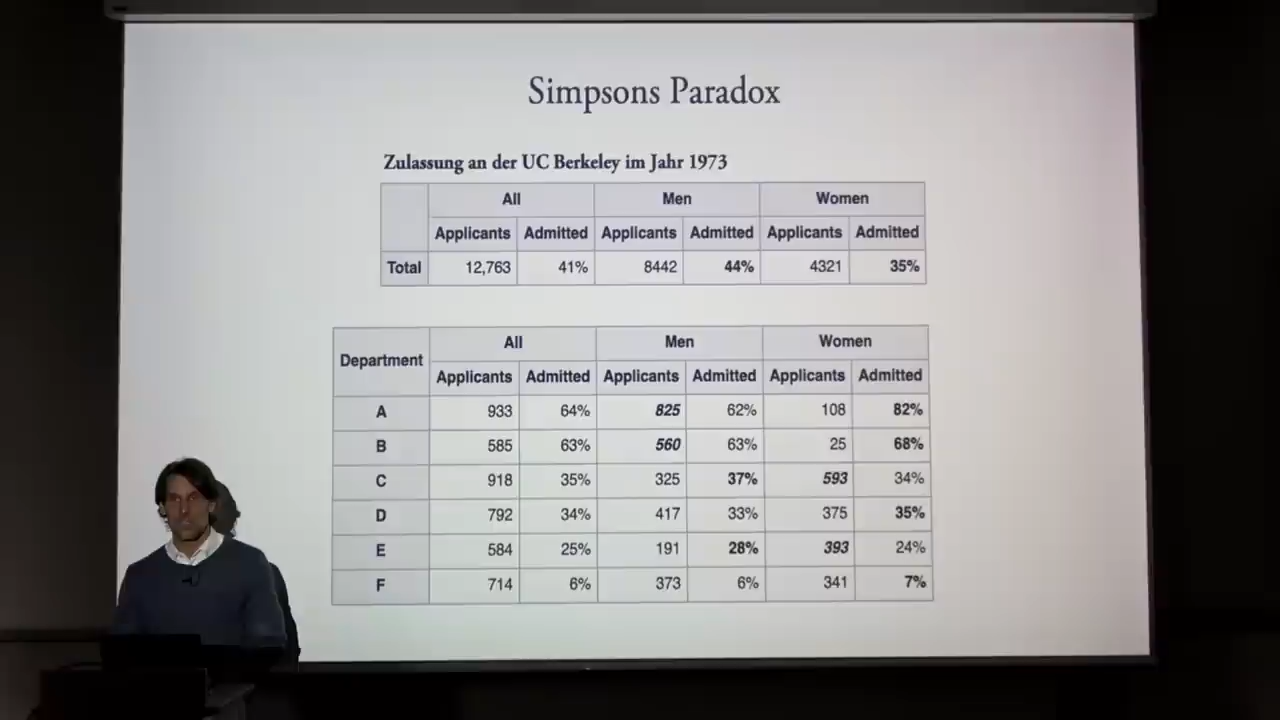 Simpsons Paradox
Zulassung an der UC Berkeley im Jahr 1973
All Men Women
Applicants Admitted Applicants Admitted Applicants Admitted
Total 12,763 41% 8442 44% 4321 35%
Department All Men Women
Applicants Admitted Applicants Admitted Applicants Admitted
A 933 64% 825 62% 108 82%
B 585 63% 560 63% 25 68%
C 918 35% 325 37% 593 34%
D 792 34% 417 33% 375 35%
E 584 25% 191 28% 393 24%
F 714 6% 373 6% 341 7%